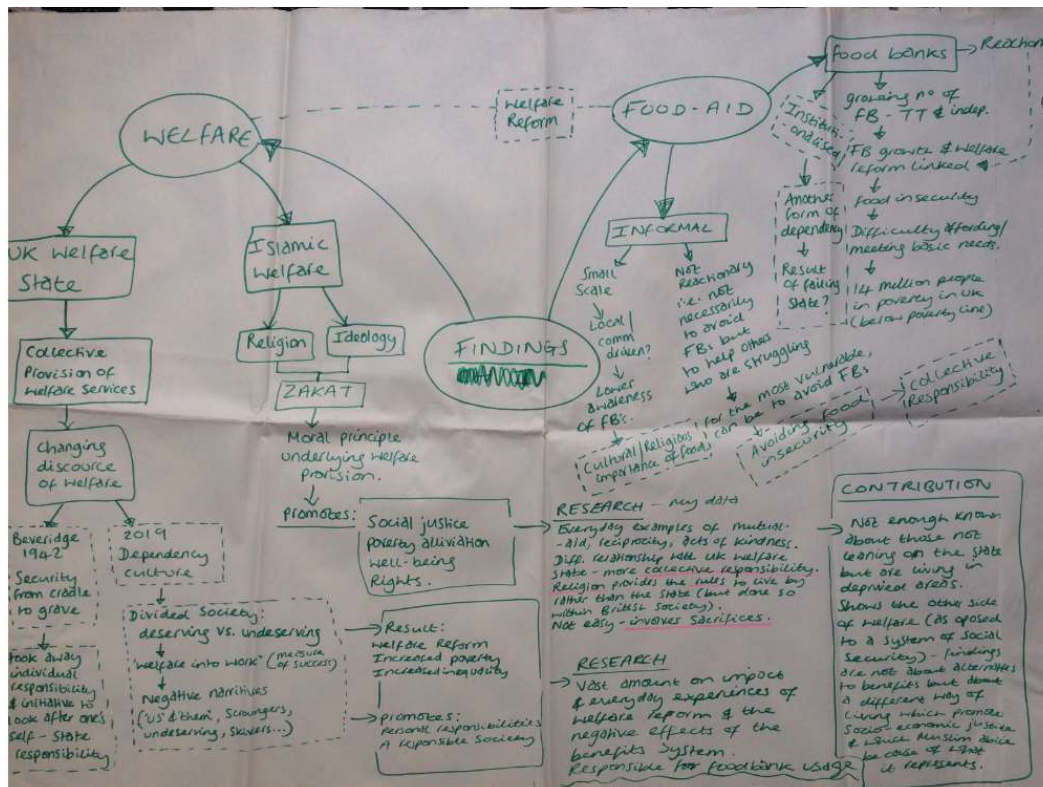 WELFARE
Welfare
Reform
FOOD-AID
food banks
Reaction
growing no of
FB - TT & indep.
FB growth & welfare
reform linked
Food insecurity
Difficulty affording/
meeting basic needs.
14 million people
in poverty in UK
(below poverty line)
Instituti-
onalised
Another
form of
dependency
Result
of failing
state?
INFORMAL
Small
Scale
Local/
comm
driven?
Lower
awareness
of FB's.
Cultural/Religious
importance of foods
Not
Reactionary
i.e. not
necessarily
to avoid
FBs but
to help others
who are struggling
For the most vulnerable,
can be to avoid FBs
Avoiding food
insecurity
Collective
Responsibility
FINDINGS
UK Welfare
State
Collective
Provision of
Welfare Services
Changing
discourse
of welfare
Beveridge
1942
Security
from cradle
to grave
took away
individual
responsibility
& initiative to
look after one's
self - state
responsibility
2019
Dependency
culture
Divided Society:
deserving vs. undeserving
"Welfare into work" (measure
of success)
Negative narritives
("us & them", Scroungers,
undeserving, skivers...)
Islamic
Welfare
Religion
Ideology
ZAKAT
Moral principle
underlying welfare
provision.
promotes:
Social justice
poverty alliviation
well-being
Rights.
Result:
Welfare Reform
Increased poverty
Increased inequality
promotes:
Personal responsibilities
A responsible Society
RESEARCH - my data
Everyday examples of mutual-
-aid, reciprocity, acts of kindness.
Diff. relationship with UK welfare
state - more collective responsibility.
Religion provides the rules to live by
rather than the State (but done so
within British Society).
Not easy - involves sacrifices.
RESEARCH
Vast amount on impact
& everyday experiences of
welfare reform & the
negative effects of the
benefits system.
Responsible for foodbank usage
CONTRIBUTION
Not enough known
about those not
leaning on the state
but are living in
deprived areas.
Shows the other side
of welfare (as oposed
to a system of social
security) - findings
are not about alternates
to benefits but about
a different way of
living which promote
Socio-economic justice
& which Muslim
because of what
it represents.